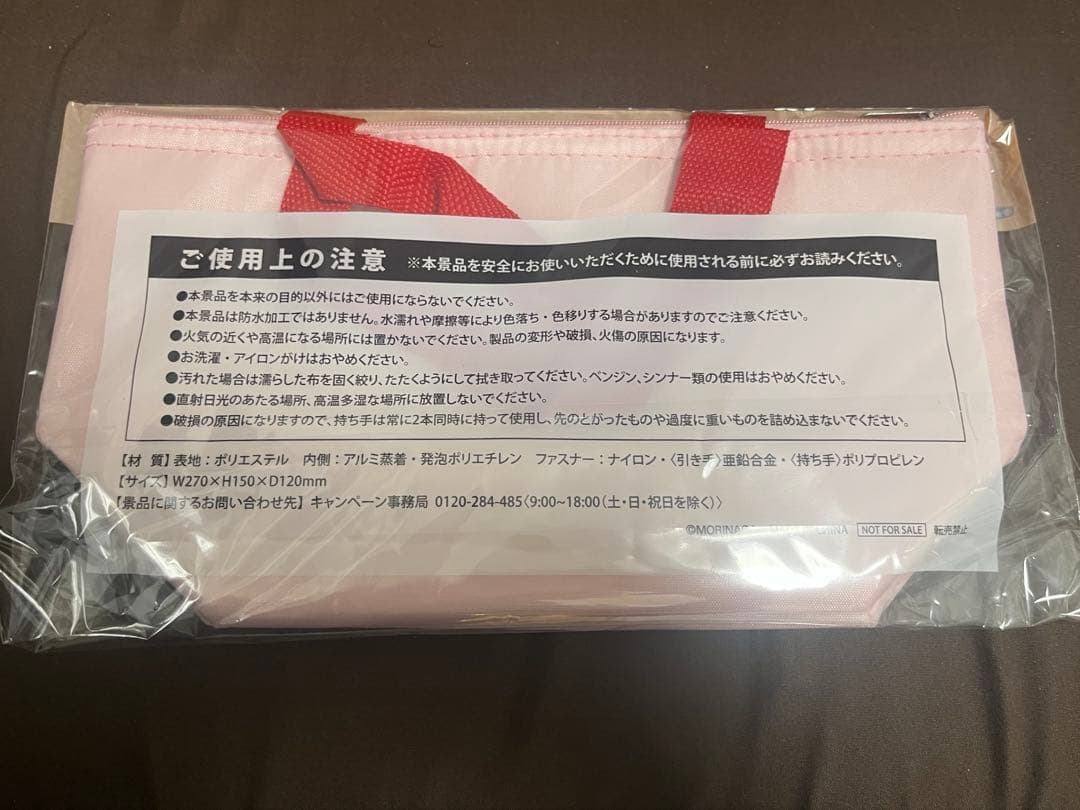 ご使用上の注意 ※本景品を安全にお使いいただくために使用される前に必ずお読みください。
●本景品を本来の目的以外にはご使用にならないでください。
●本景品は防水加工ではありません。水濡れや摩擦等により色落ち・色移りする場合がありますのでご注意ください。
●火気の近くや高温になる場所には置かないでください。製品の変形や破損、火傷の原因になります。
●お洗濯・アイロンがけはおやめください。
●汚れた場合は濡らした布を固く絞り、たたくようにして拭き取ってください。ベンジン、シンナー類の使用はおやめください。
●直射日光のあたる場所、高温多湿な場所に放置しないでください。
●破損の原因になりますので、持ち手は常に2本同時に持って使用し、先のとがったものや過度に重いものを詰め込まないでください。
【材 質】表地：ポリエステル 内側：アルミ蒸着・発泡ポリエチレン ファスナー：ナイロン・〈引き手〉亜鉛合金・〈持ち手〉ポリプロピレン
【サイズ】W270×H150×D120mm
【景品に関するお問い合わせ先】キャンペーン事務局 0120-284-485〈9:00~18:00（土・日・祝日を除く）〉
CHINA NOT FOR SALE 転売禁止